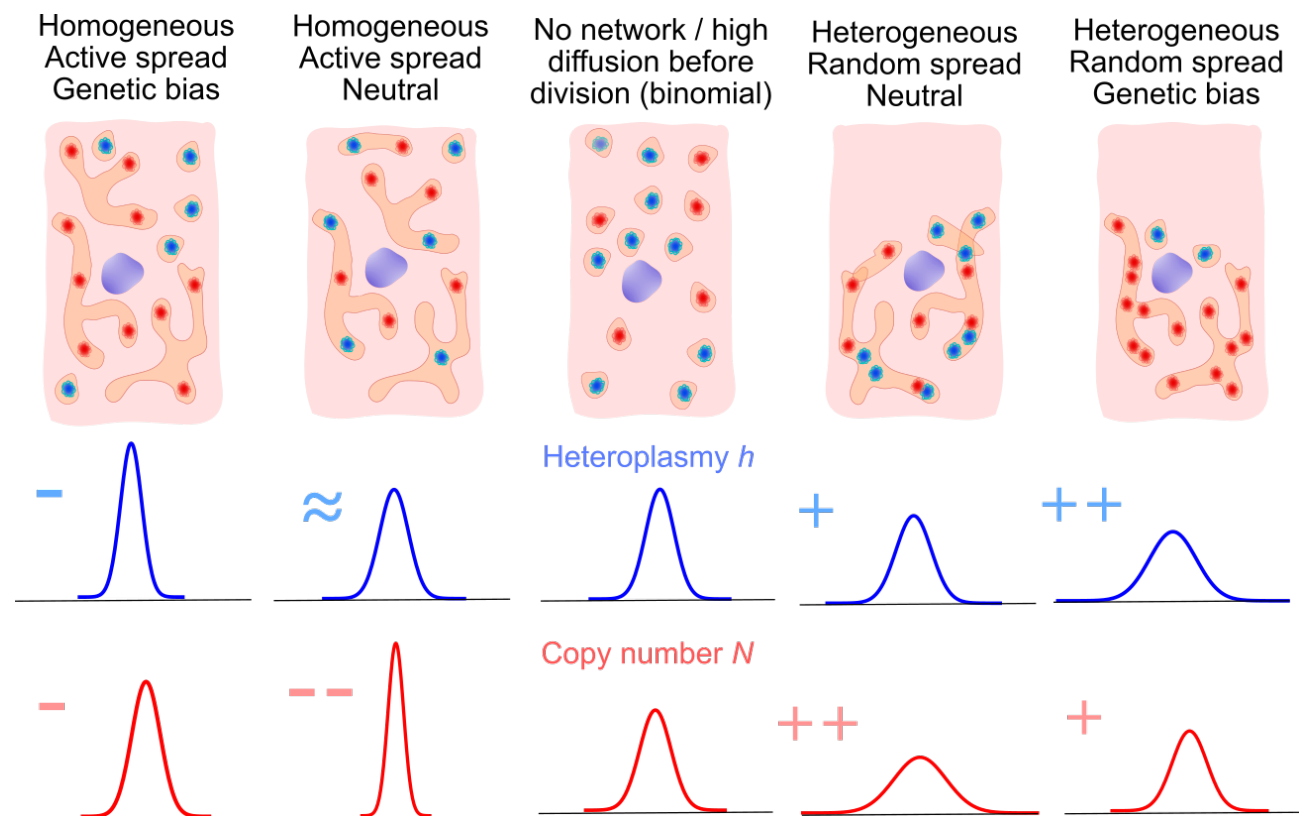 Homogeneous
Active spread
Genetic bias
Homogeneous
Active spread
Neutral
No network / high
diffusion before
division (binomial)
Heterogeneous
Random spread
Neutral
Heterogeneous
Random spread
Genetic bias
Heteroplasmy h
-
≈
+
++
Copy number N
-
--
++
+